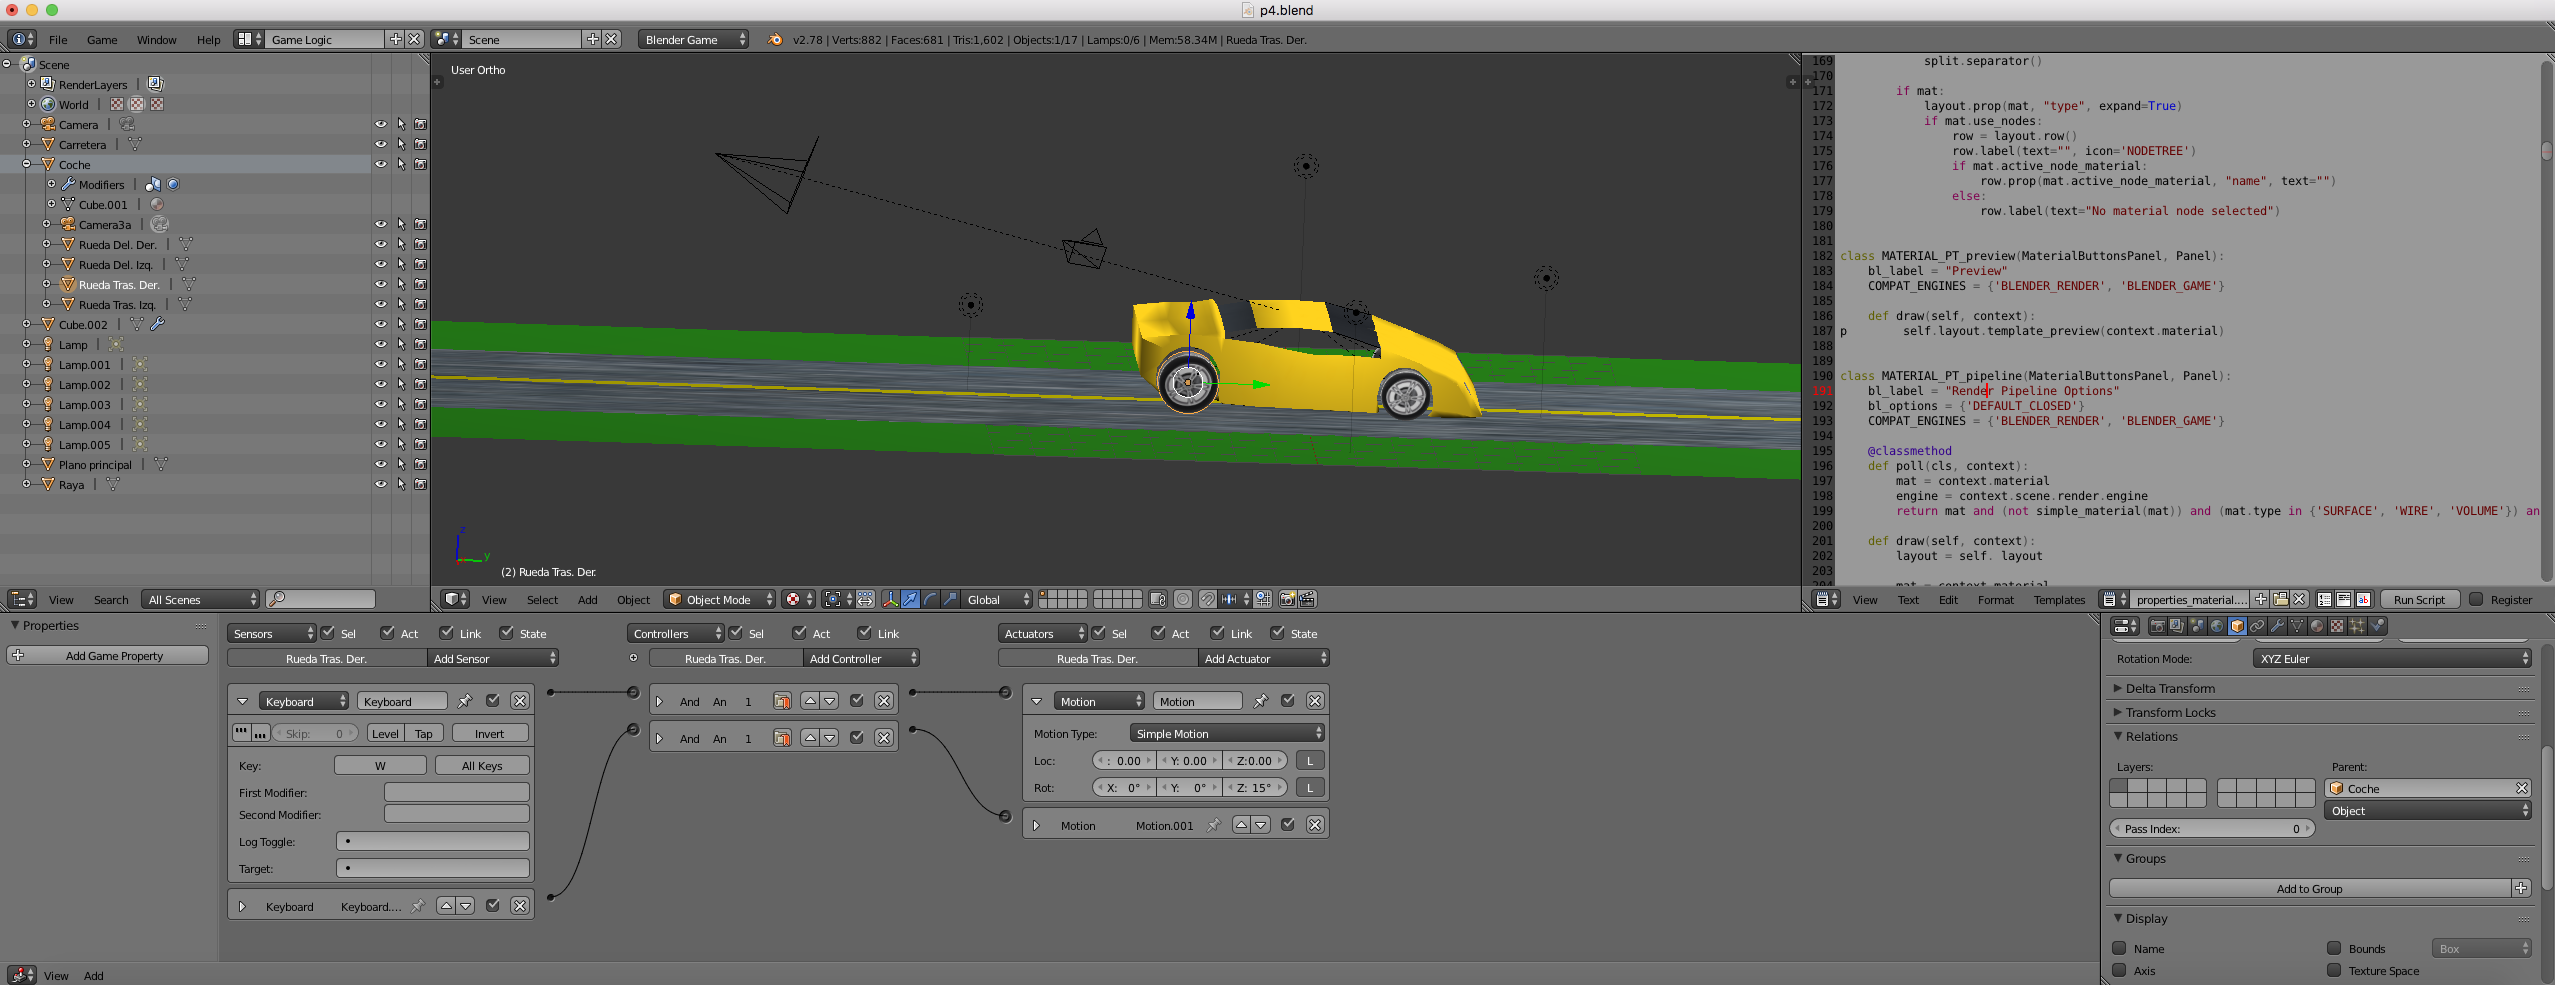 p4.blend
File Game Window Help Game Logic Scene Blender Game v2.78 | Verts:882 | Faces:681 | Tris:1,602 | Objects:1/17 | Lamps:0/6 | Mem:58.34M | Rueda Tras. Der.
Scene
RenderLayers
World
Camera
Carretera
Coche
Modifiers
Cube.001
Camera3a
Rueda Del. Der.
Rueda Del. Izq.
Rueda Tras. Der.
Rueda Tras. Izq.
Cube.002
Lamp
Lamp.001
Lamp.002
Lamp.003
Lamp.004
Lamp.005
Plano principal
Raya
View Search All Scenes
User Ortho
z
y
(2) Rueda Tras. Der.
View Select Add Object Object Mode Global
169 split.separator()
170
171 if mat:
172 layout.prop(mat, "type", expand=True)
173 if mat.use_nodes:
174 row = layout.row()
175 row.label(text="", icon='NODETREE')
176 if mat.active_node_material:
177 row.prop(mat.active_node_material, "name", text="")
178 else:
179 row.label(text="No material node selected")
180
181
182 class MATERIAL_PT_preview(MaterialButtonsPanel, Panel):
183 bl_label = "Preview"
184 COMPAT_ENGINES = {'BLENDER_RENDER', 'BLENDER_GAME'}
185
186 def draw(self, context):
187 p self.layout.template_preview(context.material)
188
189
190 class MATERIAL_PT_pipeline(MaterialButtonsPanel, Panel):
191 bl_label = "Render Pipeline Options"
192 bl_options = {'DEFAULT_CLOSED'}
193 COMPAT_ENGINES = {'BLENDER_RENDER', 'BLENDER_GAME'}
194
195 @classmethod
196 def poll(cls, context):
197 mat = context.material
198 engine = context.scene.render.engine
199 return mat and (not simple_material(mat)) and (mat.type in {'SURFACE', 'WIRE', 'VOLUME'}) an
200
201 def draw(self, context):
202 layout = self. layout
203
204 mat = context.material
View Text Edit Format Templates properties_material.... Run Script Register
Properties
Add Game Property
Sensors Sel Act Link State
Rueda Tras. Der. Add Sensor
Keyboard Keyboard
Skip: 0 Level Tap Invert
Key: W All Keys
First Modifier:
Second Modifier:
Log Toggle:
Target:
Keyboard Keyboard....
Controllers Sel Act Link
Rueda Tras. Der. Add Controller
And An 1
And An 1
Actuators Sel Act Link State
Rueda Tras. Der. Add Actuator
Motion Motion
Motion Type: Simple Motion
Loc: : 0.00 Y: 0.00 Z:0.00 L
Rot: X: 0° Y: 0° Z: 15° L
Motion Motion.001
View Add
Rotation Mode: XYZ Euler
Delta Transform
Transform Locks
Relations
Layers: Parent:
Coche
Object
Pass Index: 0
Groups
Add to Group
Display
Name Bounds Box
Axis Texture Space